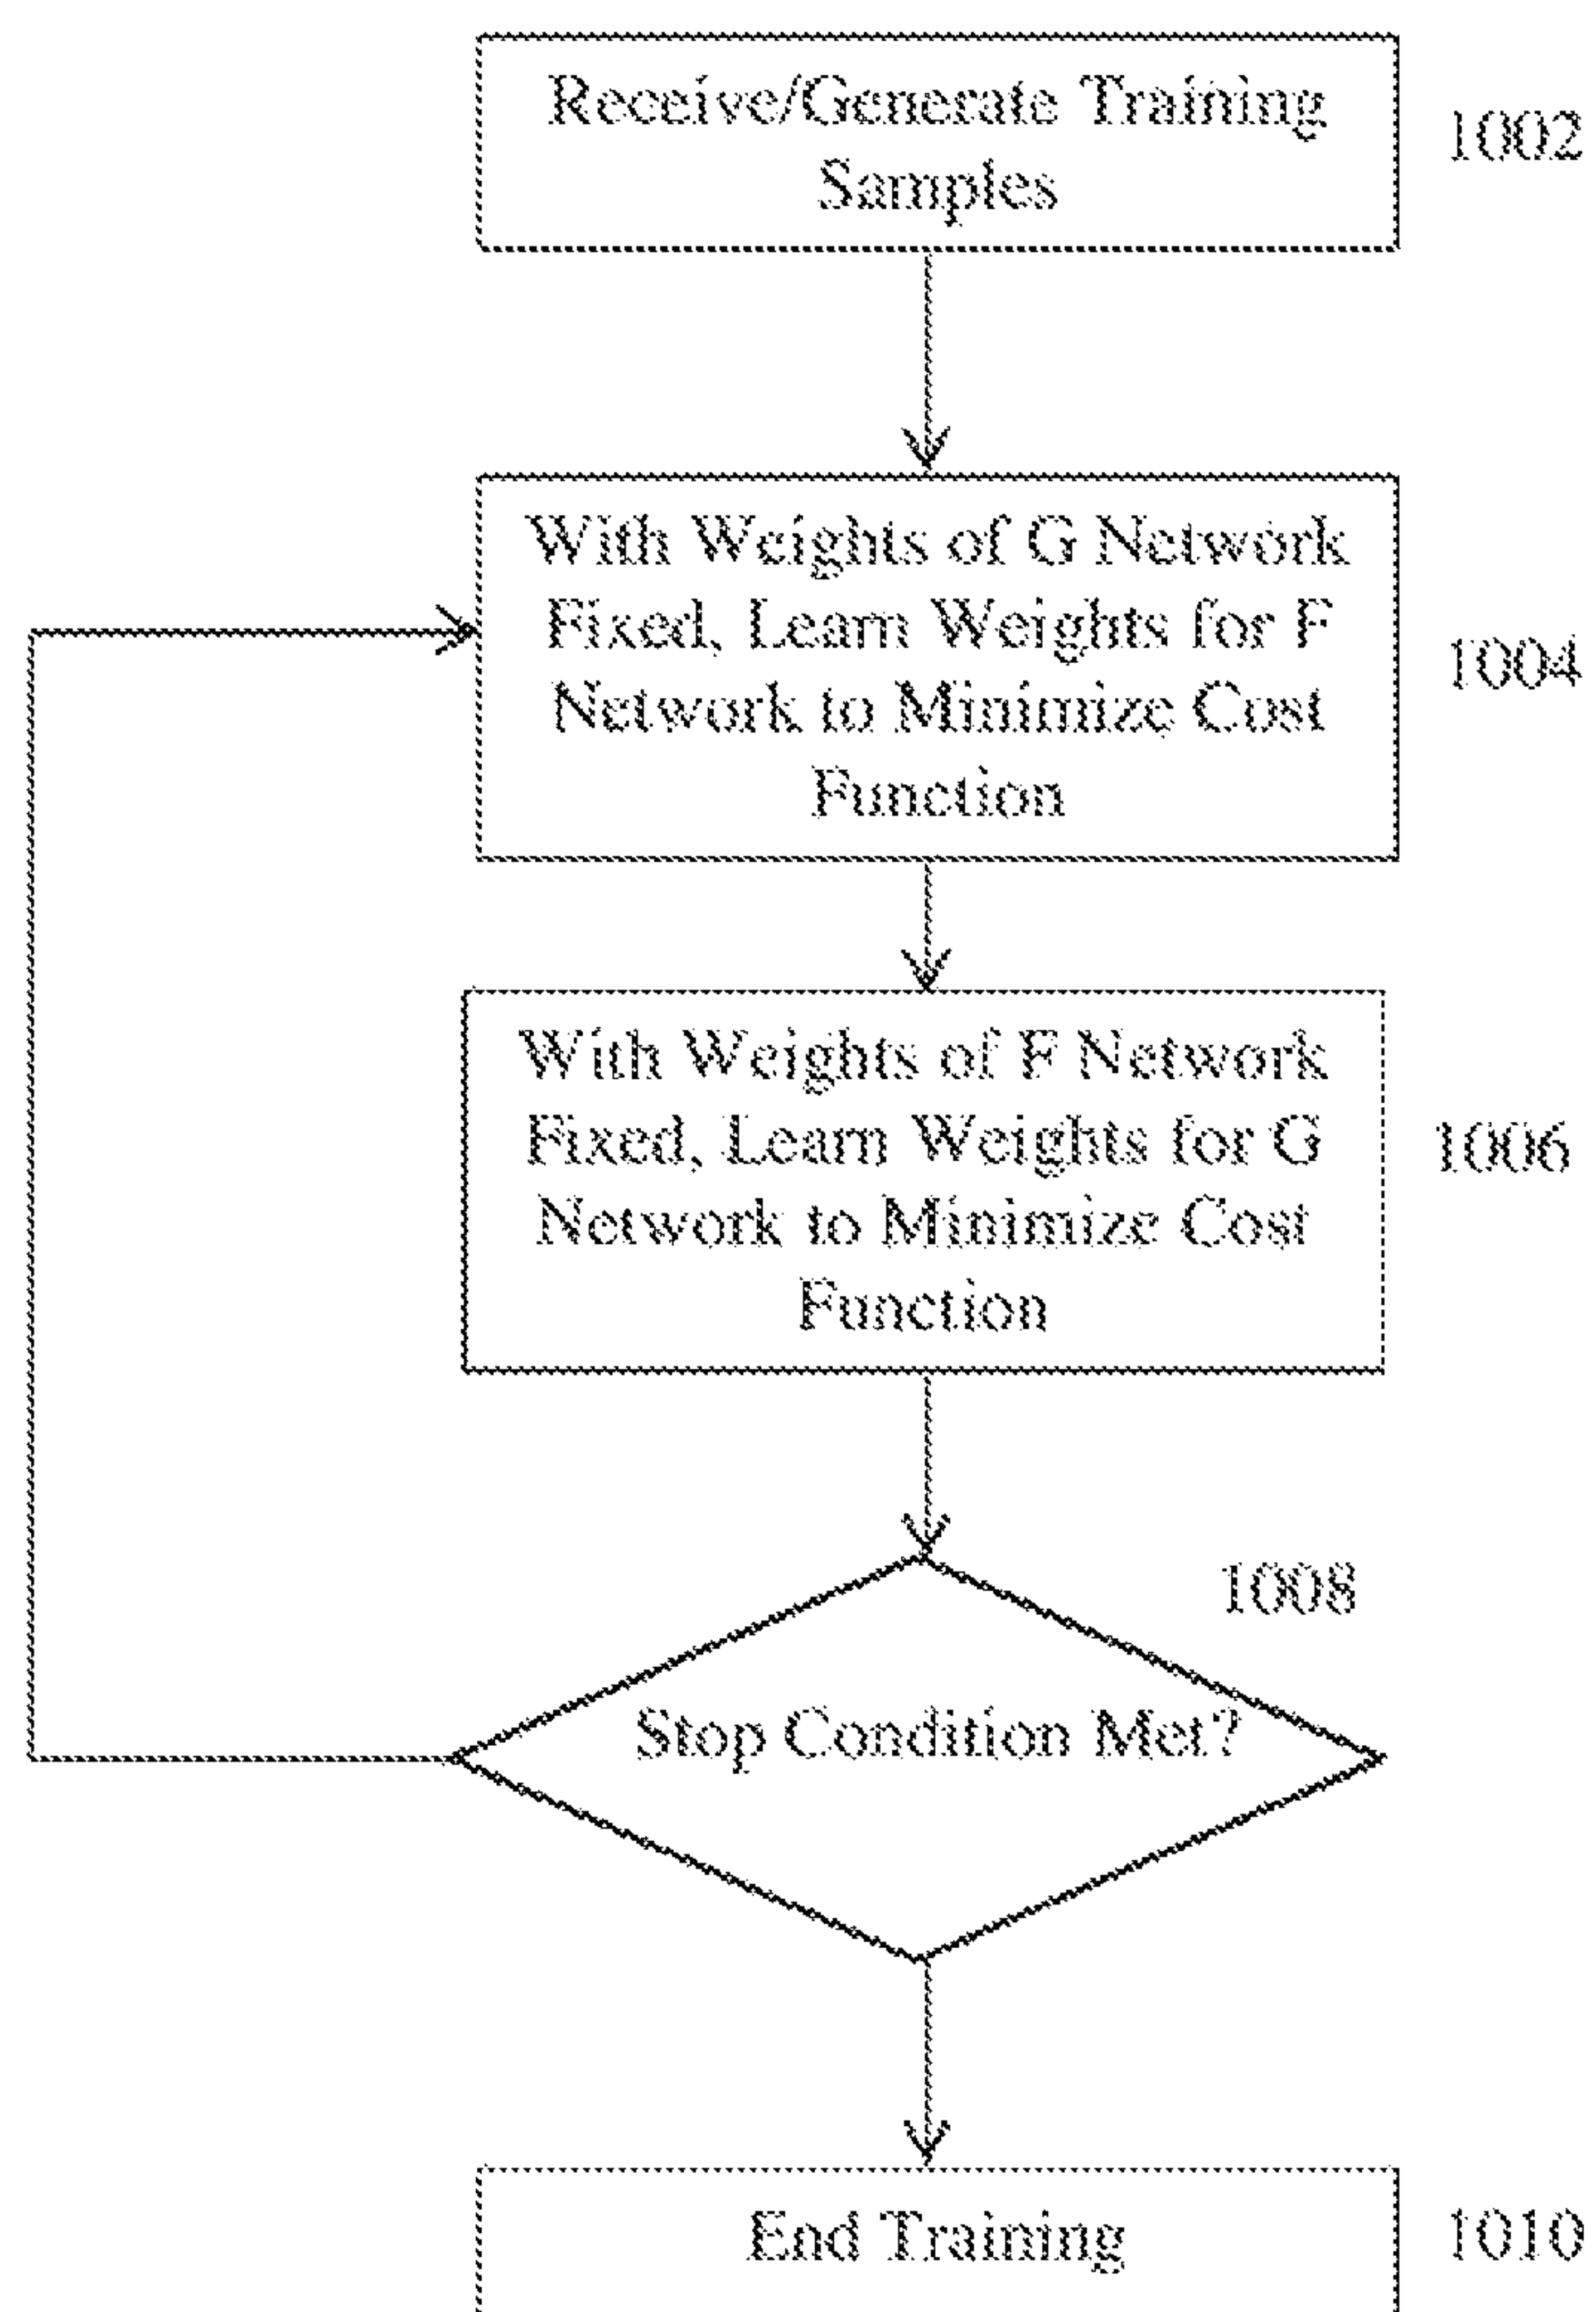 Receive/Generate Training
Samples
1002
With Weights of G Network
Fixed, Learn Weights for F
Network to Minimize Cost
Function
1004
With Weights of F Network
Fixed, Learn Weights for G
Network to Minimize Cost
Function
1006
1008
Stop Condition Met?
End Training
1010